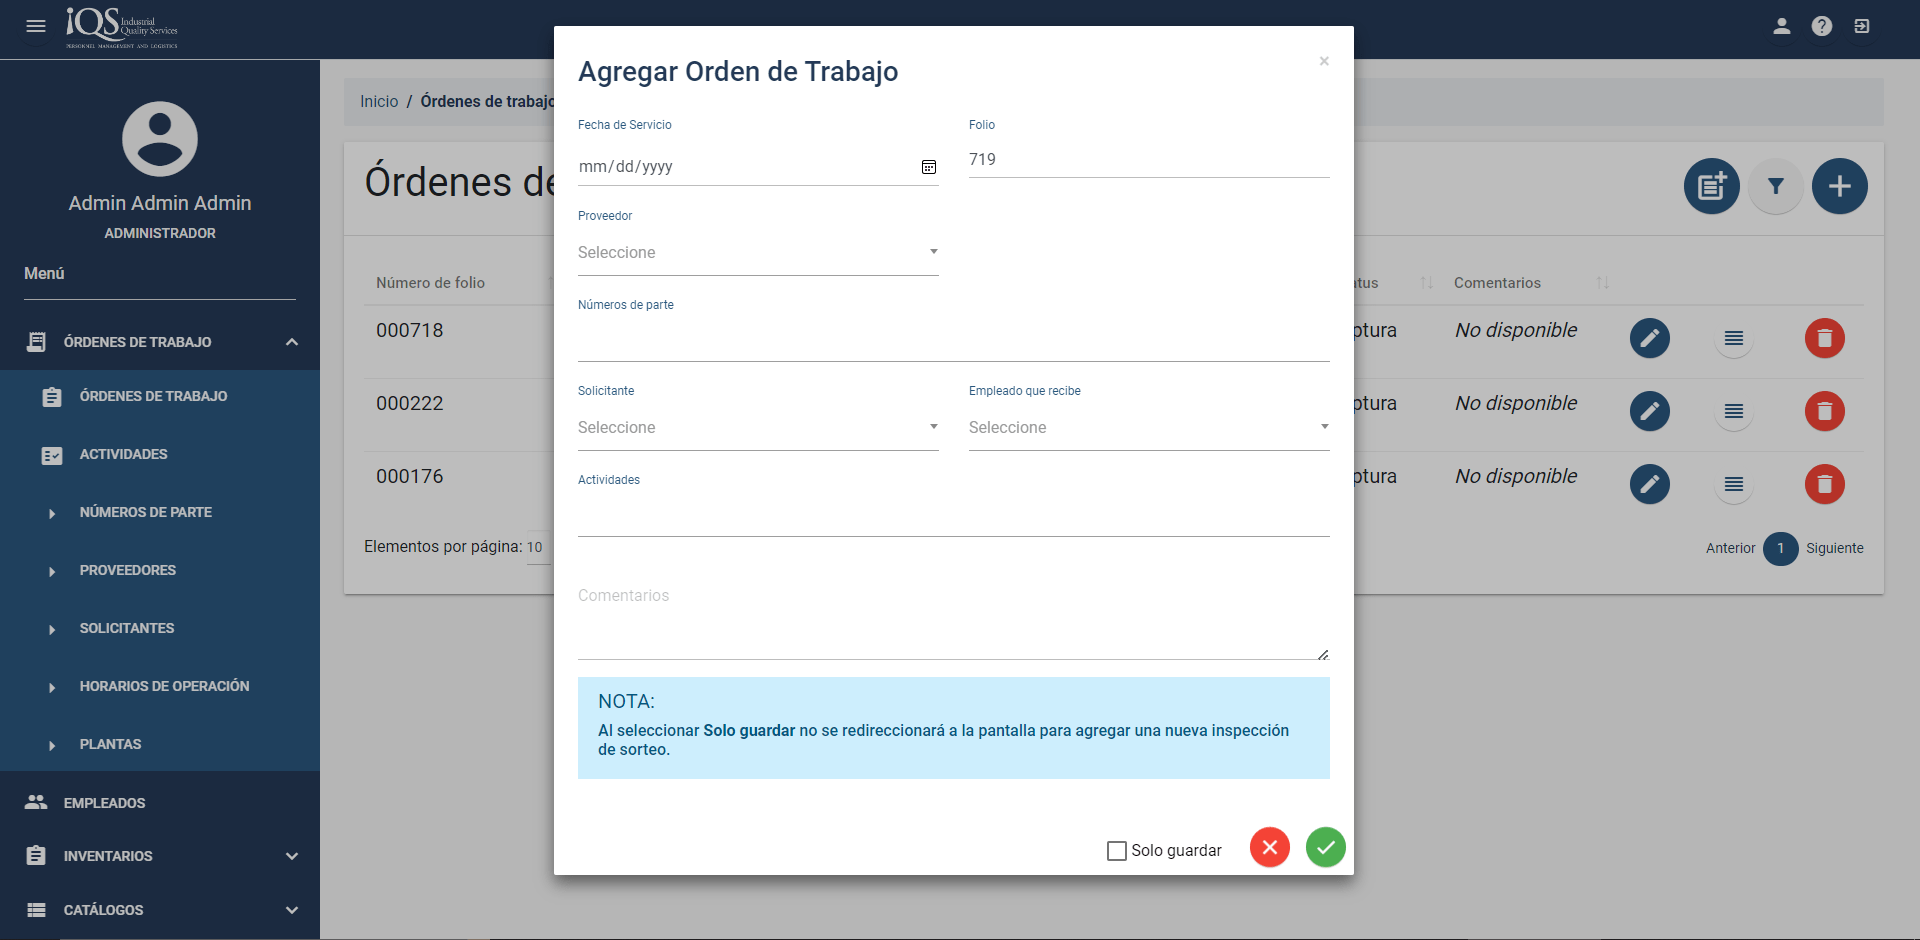 iQS Industrial
Quality Services
PERSONNEL MANAGEMENT AND LOGISTICS
Admin Admin Admin
ADMINISTRADOR
Menú
ÓRDENES DE TRABAJO
ÓRDENES DE TRABAJO
ACTIVIDADES
NÚMEROS DE PARTE
PROVEEDORES
SOLICITANTES
HORARIOS DE OPERACIÓN
PLANTAS
EMPLEADOS
INVENTARIOS
CATÁLOGOS
Inicio / Órdenes de trabajo
Órdenes de
Número de folio
tus Comentarios
000718 ptura No disponible
000222 ptura No disponible
000176 ptura No disponible
Elementos por página: 10
Anterior 1 Siguiente
Agregar Orden de Trabajo ×
Fecha de Servicio Folio
mm/dd/yyyy 719
Proveedor
Seleccione
Números de parte
Solicitante Empleado que recibe
Seleccione Seleccione
Actividades
Comentarios
NOTA:
Al seleccionar Solo guardar no se redireccionará a la pantalla para agregar una nueva inspección
de sorteo.
Solo guardar